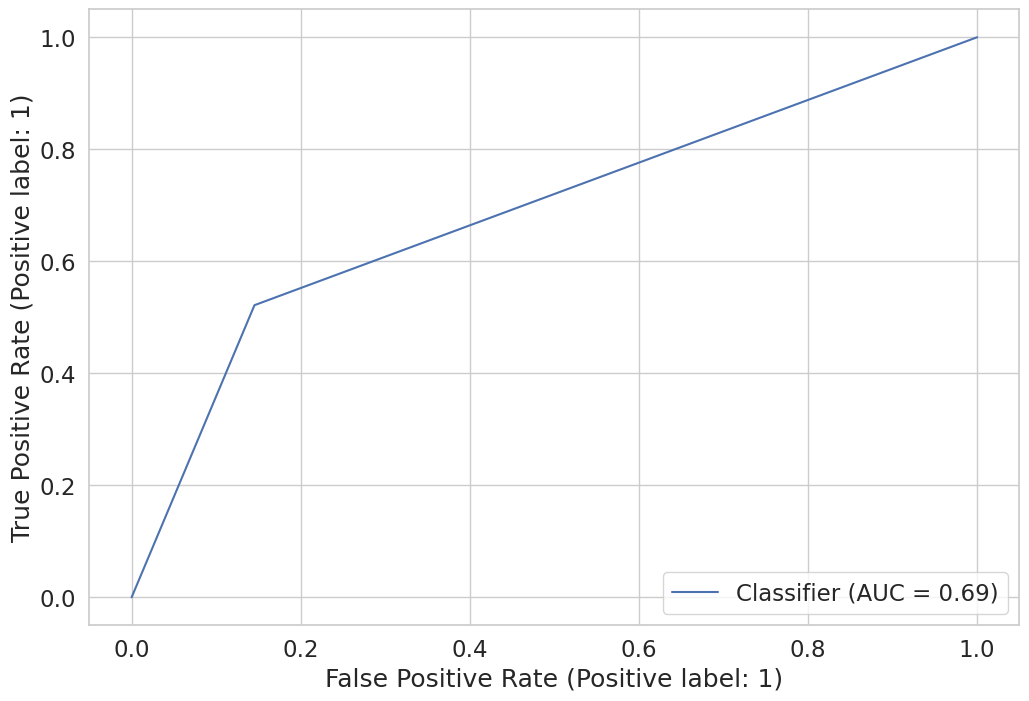 1.0
0.8
0.6
0.4
0.2
0.0
True Positive Rate (Positive label: 1)
Classifier (AUC = 0.69)
0.0 0.2 0.4 0.6 0.8 1.0
False Positive Rate (Positive label: 1)